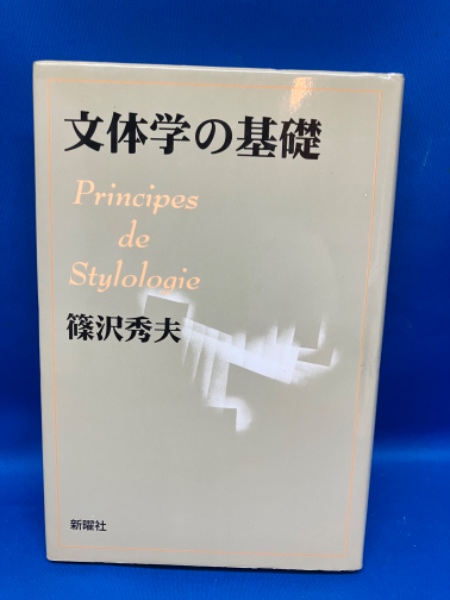 文体学の基礎
Principes
de
Stylologie
篠沢秀夫
新曜社